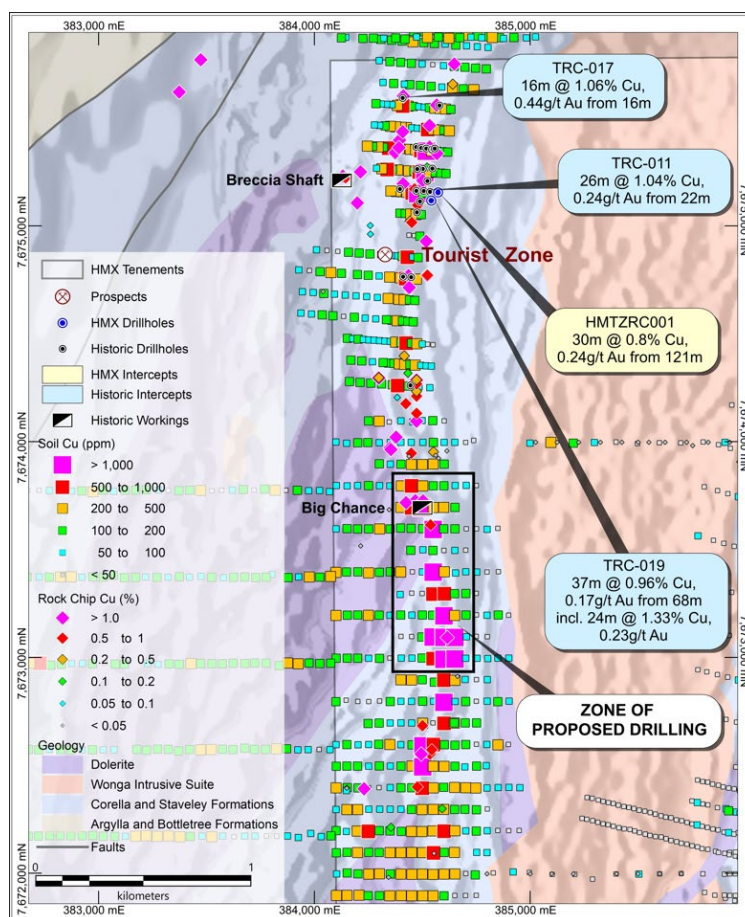 383,000 mE
384,000 mE
385,000 mE
TRC-017
16m @ 1.06% Cu,
0.44g/t Au from 16m
TRC-011
26m @ 1.04% Cu,
0.24g/t Au from 22m
Breccia Shaft
7,675,000 mN
7,675,000 mN
Tourist Zone
HMX Tenements
Prospects
HMX Drillholes
Historic Drillholes
HMX Intercepts
Historic Intercepts
Historic Workings
HMTZRC001
30m @ 0.8% Cu,
0.24g/t Au from 121m
Soil Cu (ppm)
> 1,000
500 to 1,000
200 to 500
100 to 200
50 to 100
< 50
7,674,000 mN
7,674,000 mN
Big Chance
TRC-019
37m @ 0.96% Cu,
0.17g/t Au from 68m
incl. 24m @ 1.33% Cu,
0.23g/t Au
Rock Chip Cu (%)
> 1.0
0.5 to 1
0.2 to 0.5
0.1 to 0.2
0.05 to 0.1
< 0.05
7,673,000 mN
7,673,000 mN
ZONE OF
PROPOSED DRILLING
Geology
Dolerite
Wonga Intrusive Suite
Corella and Staveley Formations
Argylla and Bottletree Formations
Faults
0
1
kilometers
7,672,000 mN
7,672,000 mN
383,000 mE
384,000 mE
385,000 mE